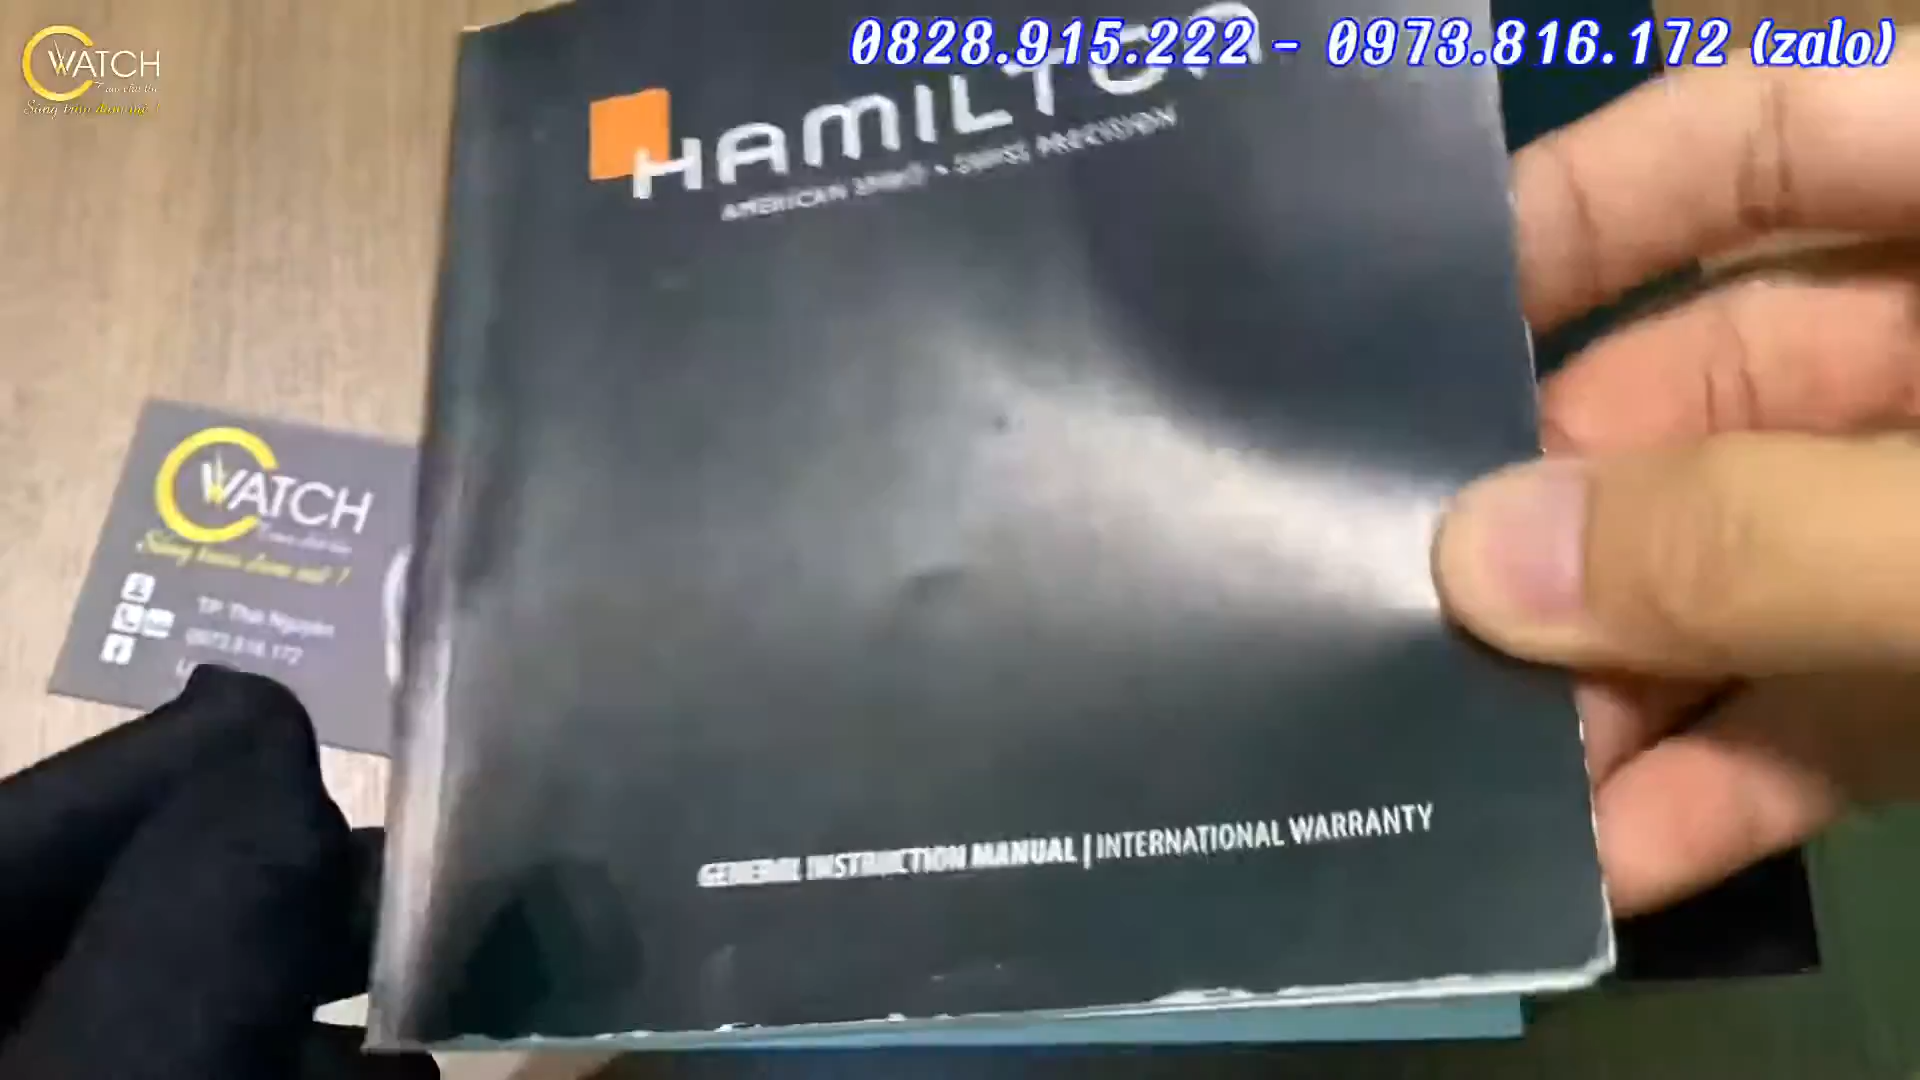 WATCH
0828.915.222 - 0973.816.172 (zalo)
HAMILTON
AMERICAN SPIRIT • SWISS PRECISION
WATCH
TP Thái Nguyên
0973.816.172
GENERAL INSTRUCTION MANUAL | INTERNATIONAL WARRANTY